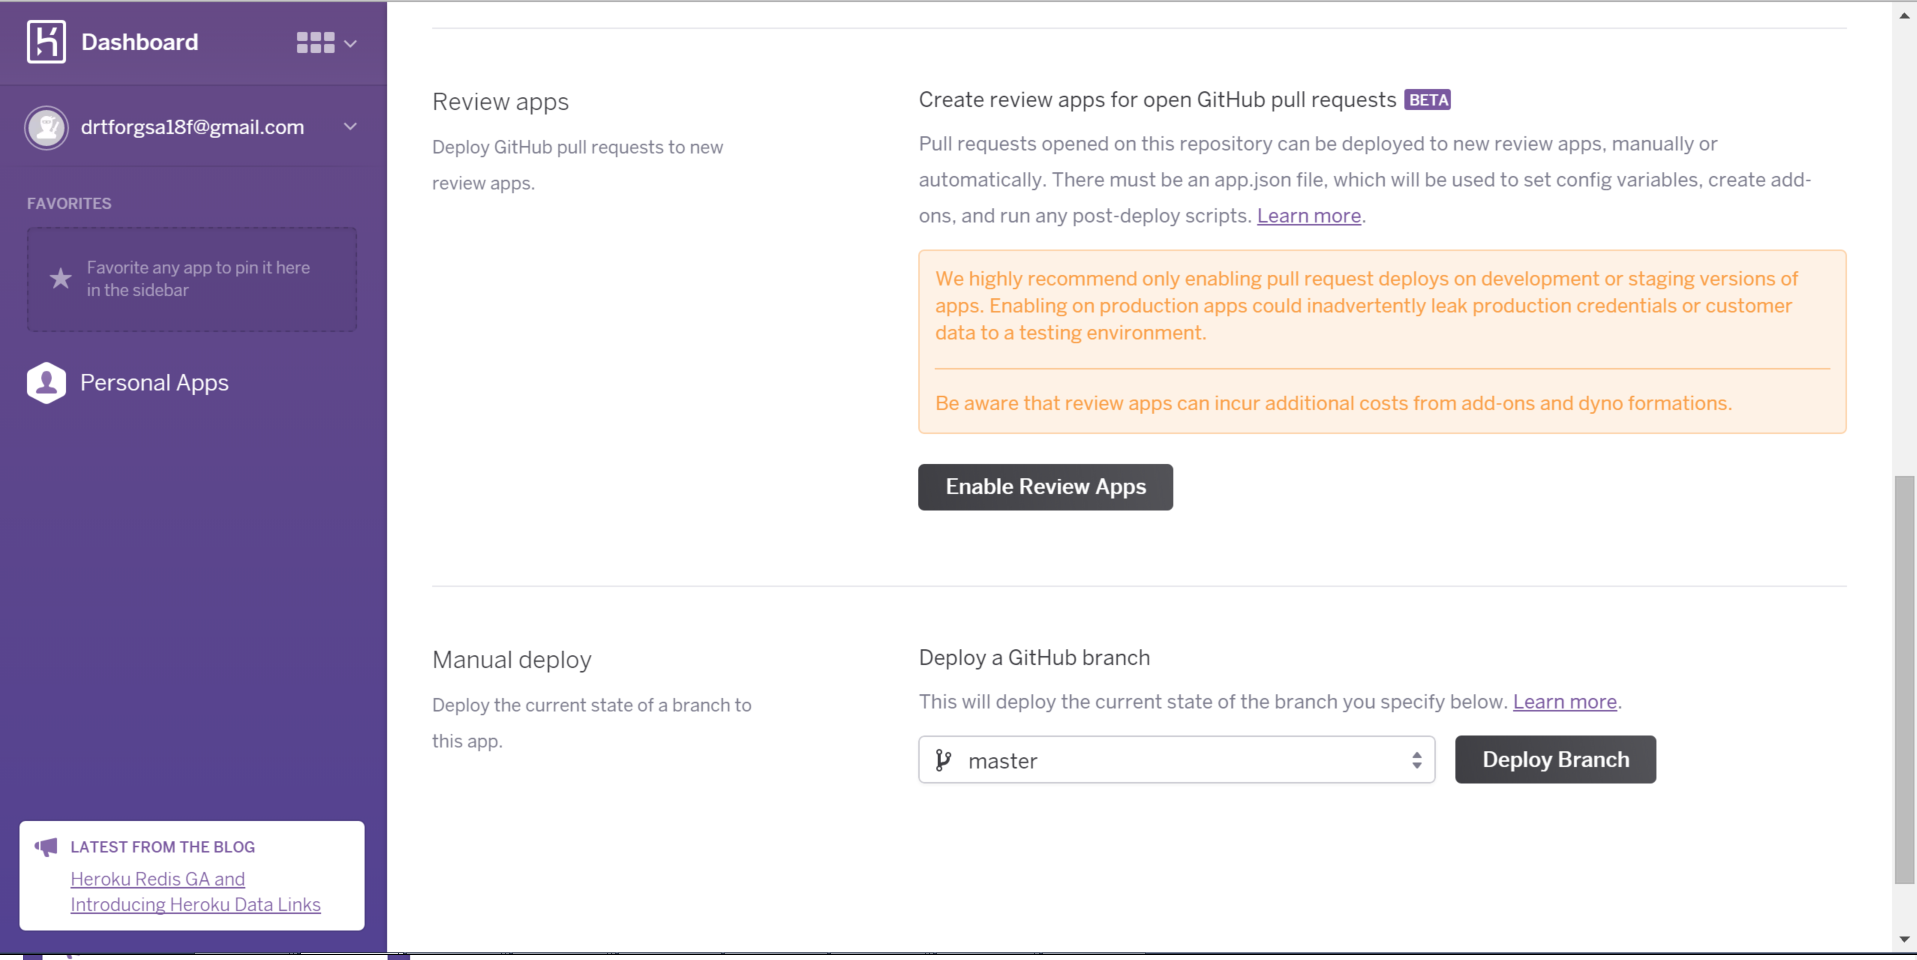 Dashboard
drtforgsa18f@gmail.com
FAVORITES
Favorite any app to pin it here
in the sidebar
Personal Apps
LATEST FROM THE BLOG
Heroku Redis GA and
Introducing Heroku Data Links
Review apps
Deploy GitHub pull requests to new
review apps.
Create review apps for open GitHub pull requests BETA
Pull requests opened on this repository can be deployed to new review apps, manually or
automatically. There must be an app.json file, which will be used to set config variables, create add-
ons, and run any post-deploy scripts. Learn more.
We highly recommend only enabling pull request deploys on development or staging versions of
apps. Enabling on production apps could inadvertently leak production credentials or customer
data to a testing environment.
Be aware that review apps can incur additional costs from add-ons and dyno formations.
Enable Review Apps
Manual deploy
Deploy the current state of a branch to
this app.
Deploy a GitHub branch
This will deploy the current state of the branch you specify below. Learn more.
master
Deploy Branch